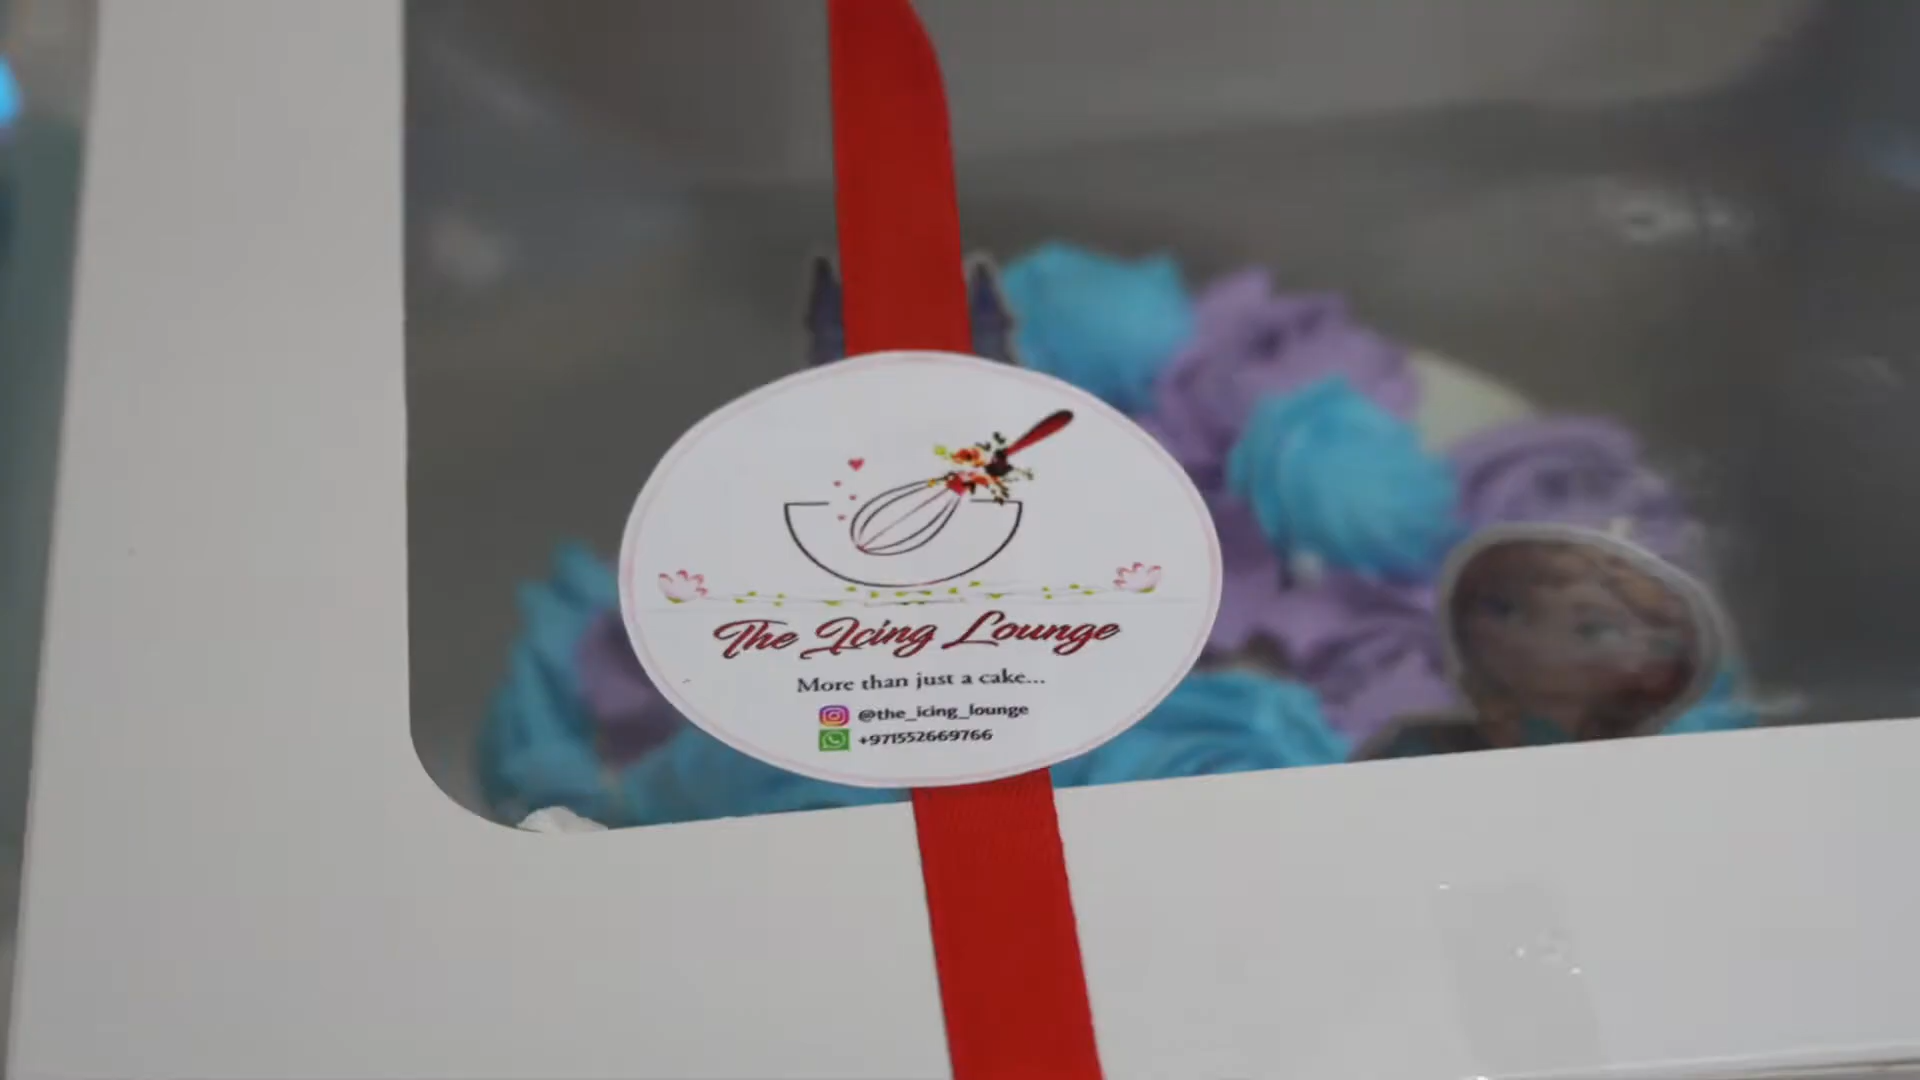 The Icing Lounge
More than just a cake...
@the_icing_lounge
+971552669766